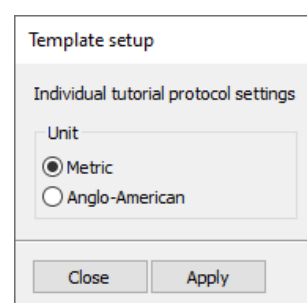 Template setup
Individual tutorial protocol settings
Unit
Metric
Anglo-American
Close Apply